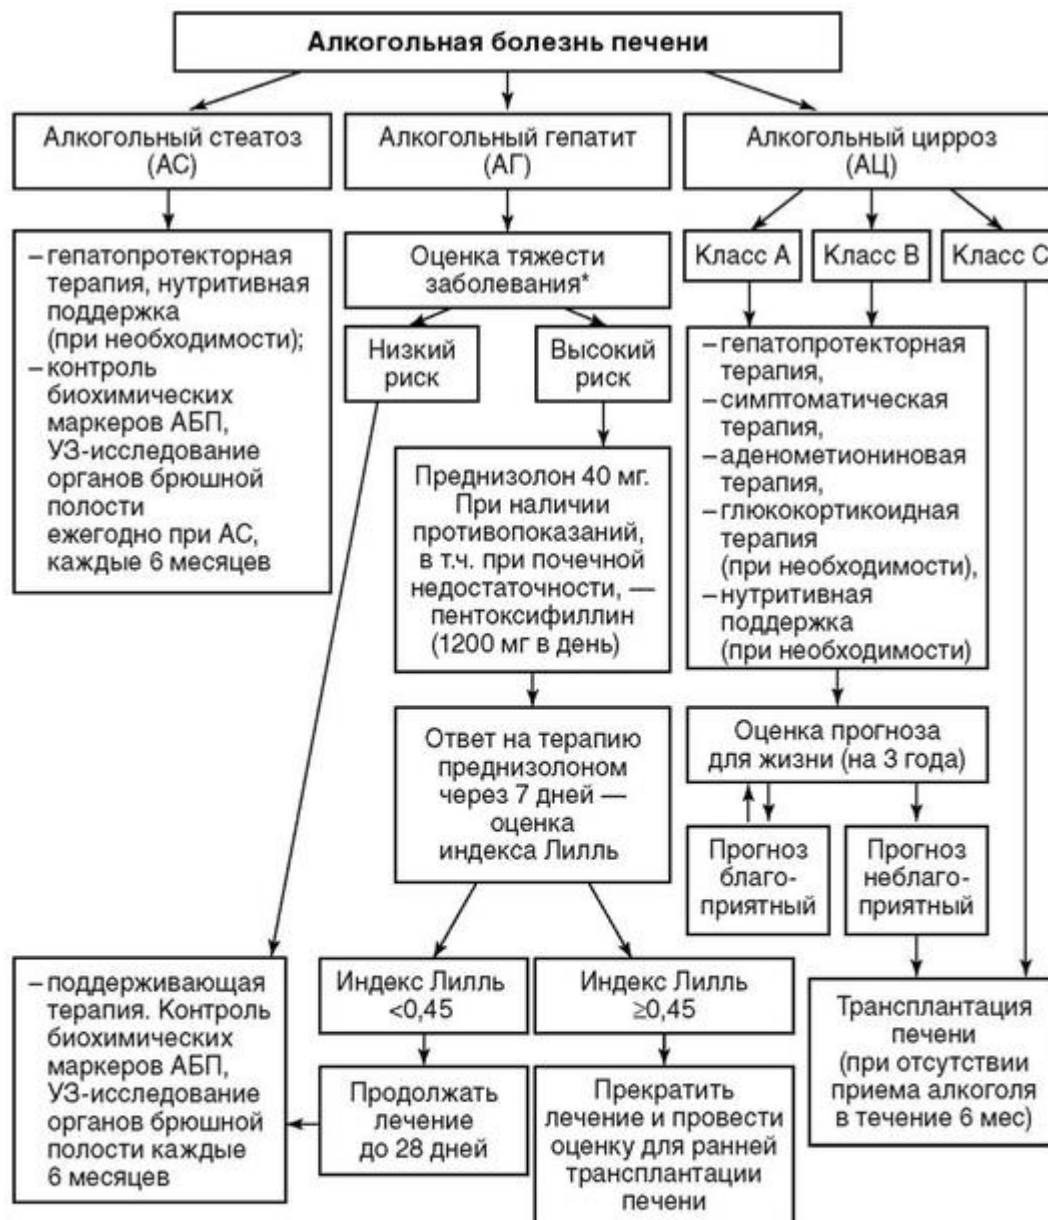 Алкогольная болезнь печени
Алкогольный стеатоз
(АС)
Алкогольный гепатит
(АГ)
Алкогольный цирроз
(АЦ)
– гепатопротекторная
терапия, нутритивная
поддержка
(при необходимости);
– контроль
биохимических
маркеров АБП,
УЗ-исследование
органов брюшной
полости
ежегодно при АС,
каждые 6 месяцев
Оценка тяжести
заболевания*
Низкий
риск
Высокий
риск
Преднизолон 40 мг.
При наличии
противопоказаний,
в т.ч. при почечной
недостаточности, —
пентоксифиллин
(1200 мг в день)
Ответ на терапию
преднизолоном
через 7 дней —
оценка
индекса Лилль
Класс А
Класс В
Класс С
– гепатопротекторная
терапия,
– симптоматическая
терапия,
– аденометиониновая
терапия,
– глюкокортикоидная
терапия
(при необходимости),
– нутритивная
поддержка
(при необходимости)
Оценка прогноза
для жизни (на 3 года)
Прогноз
благо-
приятный
Прогноз
неблаго-
приятный
– поддерживающая
терапия. Контроль
биохимических
маркеров АБП,
УЗ-исследование
органов брюшной
полости каждые
6 месяцев
Индекс Лилль
<0,45
Индекс Лилль
≥0,45
Продолжать
лечение
до 28 дней
Прекратить
лечение и провести
оценку для ранней
трансплантации
печени
Трансплантация
печени
(при отсутствии
приема алкоголя
в течение 6 мес)